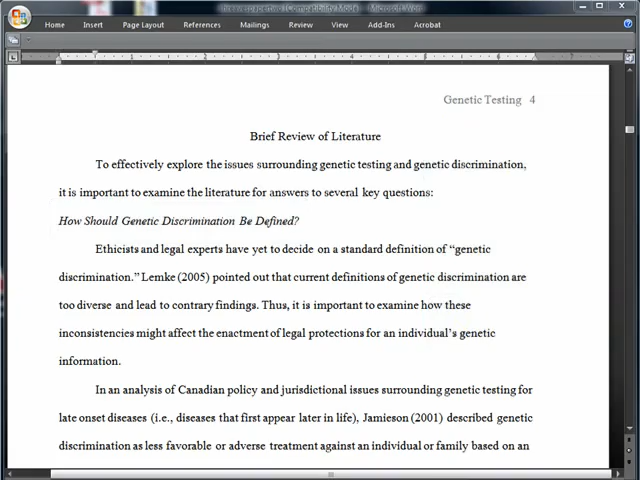 [Compatibility Mode] - Microsoft Word
Home Insert Page Layout References Mailings Review View Add-Ins Acrobat
Genetic Testing 4
Brief Review of Literature
To effectively explore the issues surrounding genetic testing and genetic discrimination,
it is important to examine the literature for answers to several key questions:
How Should Genetic Discrimination Be Defined?
Ethicists and legal experts have yet to decide on a standard definition of “genetic
discrimination.” Lemke (2005) pointed out that current definitions of genetic discrimination are
too diverse and lead to contrary findings. Thus, it is important to examine how these
inconsistencies might affect the enactment of legal protections for an individual’s genetic
information.
In an analysis of Canadian policy and jurisdictional issues surrounding genetic testing for
late onset diseases (i.e., diseases that first appear later in life), Jamieson (2001) described genetic
discrimination as less favorable or adverse treatment against an individual or family based on an